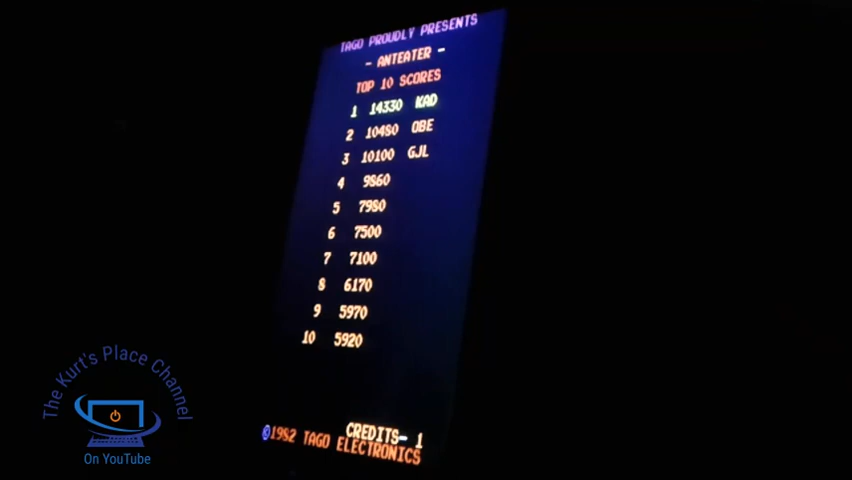 TAGO PROUDLY PRESENTS
- ANTEATER -
TOP 10 SCORES
1 14330 KAD
2 10480 OBE
3 10100 GJL
4 9860
5 7980
6 7500
7 7100
8 6170
9 5970
10 5920
CREDITS- 1
©1982 TAGO ELECTRONICS
The Kurt's Place Channel
On YouTube